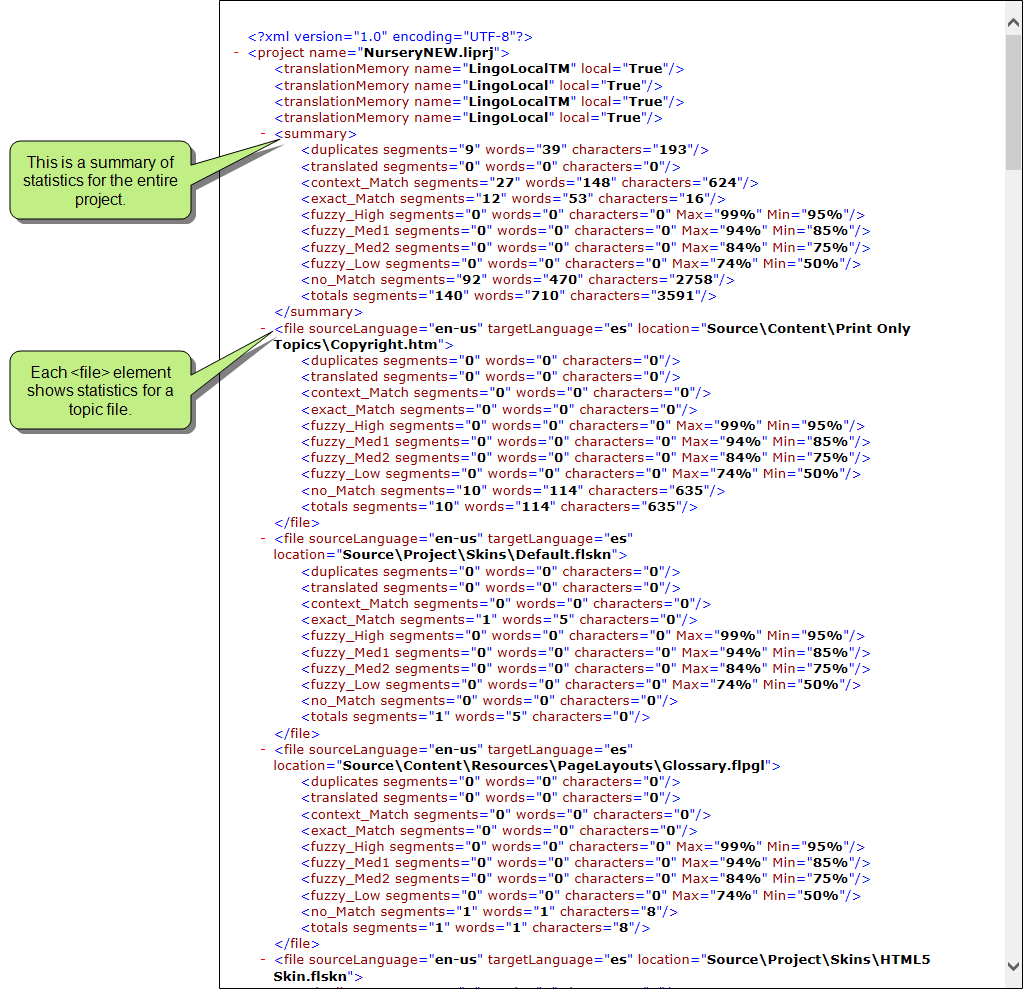 <?xml version="1.0" encoding="UTF-8"?>
- <project name="NurseryNEW.liprj">
<translationMemory name="LingoLocalTM" local="True"/>
<translationMemory name="LingoLocal" local="True"/>
<translationMemory name="LingoLocalTM" local="True"/>
<translationMemory name="LingoLocal" local="True"/>
- <summary>
This is a summary of
statistics for the entire
project.
<duplicates segments="9" words="39" characters="193"/>
<translated segments="0" words="0" characters="0"/>
<context_Match segments="27" words="148" characters="624"/>
<exact_Match segments="12" words="53" characters="16"/>
<fuzzy_High segments="0" words="0" characters="0" Max="99%" Min="95%"/>
<fuzzy_Med1 segments="0" words="0" characters="0" Max="94%" Min="85%"/>
<fuzzy_Med2 segments="0" words="0" characters="0" Max="84%" Min="75%"/>
<fuzzy_Low segments="0" words="0" characters="0" Max="74%" Min="50%"/>
<no_Match segments="92" words="470" characters="2758"/>
<totals segments="140" words="710" characters="3591"/>
</summary>
- <file sourceLanguage="en-us" targetLanguage="es" location="Source\Content\Print Only
Topics\Copyright.htm">
Each <file> element
shows statistics for a
topic file.
<duplicates segments="0" words="0" characters="0"/>
<translated segments="0" words="0" characters="0"/>
<context_Match segments="0" words="0" characters="0"/>
<exact_Match segments="0" words="0" characters="0"/>
<fuzzy_High segments="0" words="0" characters="0" Max="99%" Min="95%"/>
<fuzzy_Med1 segments="0" words="0" characters="0" Max="94%" Min="85%"/>
<fuzzy_Med2 segments="0" words="0" characters="0" Max="84%" Min="75%"/>
<fuzzy_Low segments="0" words="0" characters="0" Max="74%" Min="50%"/>
<no_Match segments="10" words="114" characters="635"/>
<totals segments="10" words="114" characters="635"/>
</file>
- <file sourceLanguage="en-us" targetLanguage="es"
location="Source\Project\Skins\Default.flskn">
<duplicates segments="0" words="0" characters="0"/>
<translated segments="0" words="0" characters="0"/>
<context_Match segments="0" words="0" characters="0"/>
<exact_Match segments="1" words="5" characters="0"/>
<fuzzy_High segments="0" words="0" characters="0" Max="99%" Min="95%"/>
<fuzzy_Med1 segments="0" words="0" characters="0" Max="94%" Min="85%"/>
<fuzzy_Med2 segments="0" words="0" characters="0" Max="84%" Min="75%"/>
<fuzzy_Low segments="0" words="0" characters="0" Max="74%" Min="50%"/>
<no_Match segments="0" words="0" characters="0"/>
<totals segments="1" words="5" characters="0"/>
</file>
- <file sourceLanguage="en-us" targetLanguage="es"
location="Source\Content\Resources\PageLayouts\Glossary.flpgl">
<duplicates segments="0" words="0" characters="0"/>
<translated segments="0" words="0" characters="0"/>
<context_Match segments="0" words="0" characters="0"/>
<exact_Match segments="0" words="0" characters="0"/>
<fuzzy_High segments="0" words="0" characters="0" Max="99%" Min="95%"/>
<fuzzy_Med1 segments="0" words="0" characters="0" Max="94%" Min="85%"/>
<fuzzy_Med2 segments="0" words="0" characters="0" Max="84%" Min="75%"/>
<fuzzy_Low segments="0" words="0" characters="0" Max="74%" Min="50%"/>
<no_Match segments="1" words="1" characters="8"/>
<totals segments="1" words="1" characters="8"/>
</file>
- <file sourceLanguage="en-us" targetLanguage="es" location="Source\Project\Skins\HTML5
Skin.flskn">